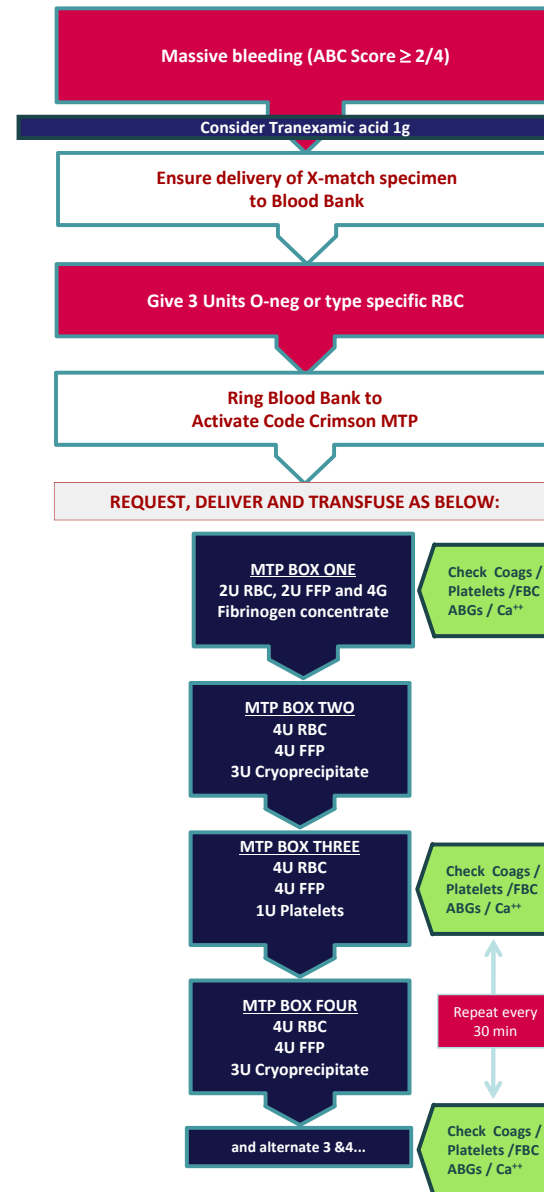 Massive bleeding (ABC Score ≥ 2/4)
Consider Tranexamic acid 1g
Ensure delivery of X-match specimen
to Blood Bank
Give 3 Units O-neg or type specific RBC
Ring Blood Bank to
Activate Code Crimson MTP
REQUEST, DELIVER AND TRANSFUSE AS BELOW:
MTP BOX ONE
2U RBC, 2U FFP and 4G
Fibrinogen concentrate
Check Coags /
Platelets /FBC
ABGs / Ca⁺⁺
MTP BOX TWO
4U RBC
4U FFP
3U Cryoprecipitate
MTP BOX THREE
4U RBC
4U FFP
1U Platelets
Check Coags /
Platelets /FBC
ABGs / Ca⁺⁺
MTP BOX FOUR
4U RBC
4U FFP
3U Cryoprecipitate
Repeat every
30 min
and alternate 3 &4...
Check Coags /
Platelets /FBC
ABGs / Ca⁺⁺